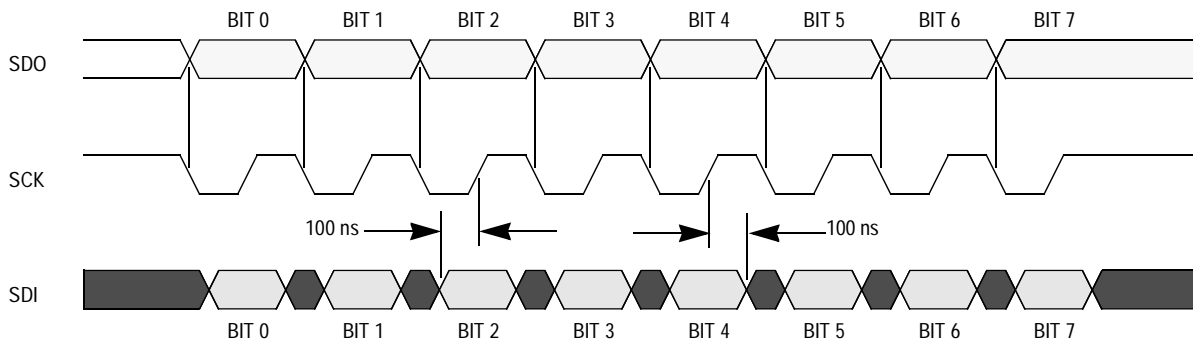 BIT 0 BIT 1 BIT 2 BIT 3 BIT 4 BIT 5 BIT 6 BIT 7
SDO
SCK
100 ns 100 ns
SDI
BIT 0 BIT 1 BIT 2 BIT 3 BIT 4 BIT 5 BIT 6 BIT 7